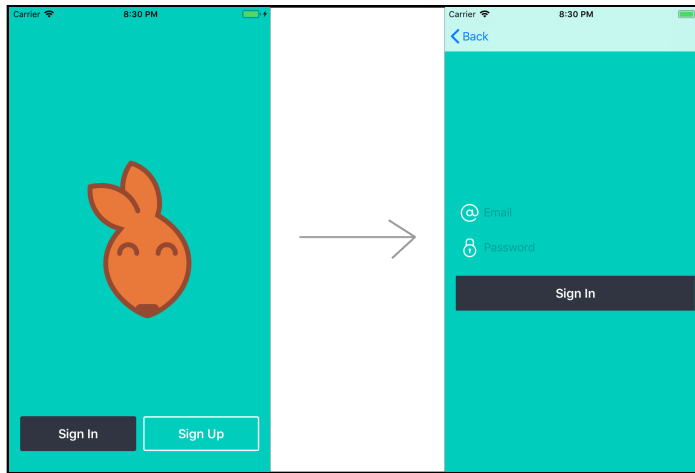 Carrier 8:30 PM
Sign In Sign Up
Carrier 8:30 PM
Back
Email
Password
Sign In